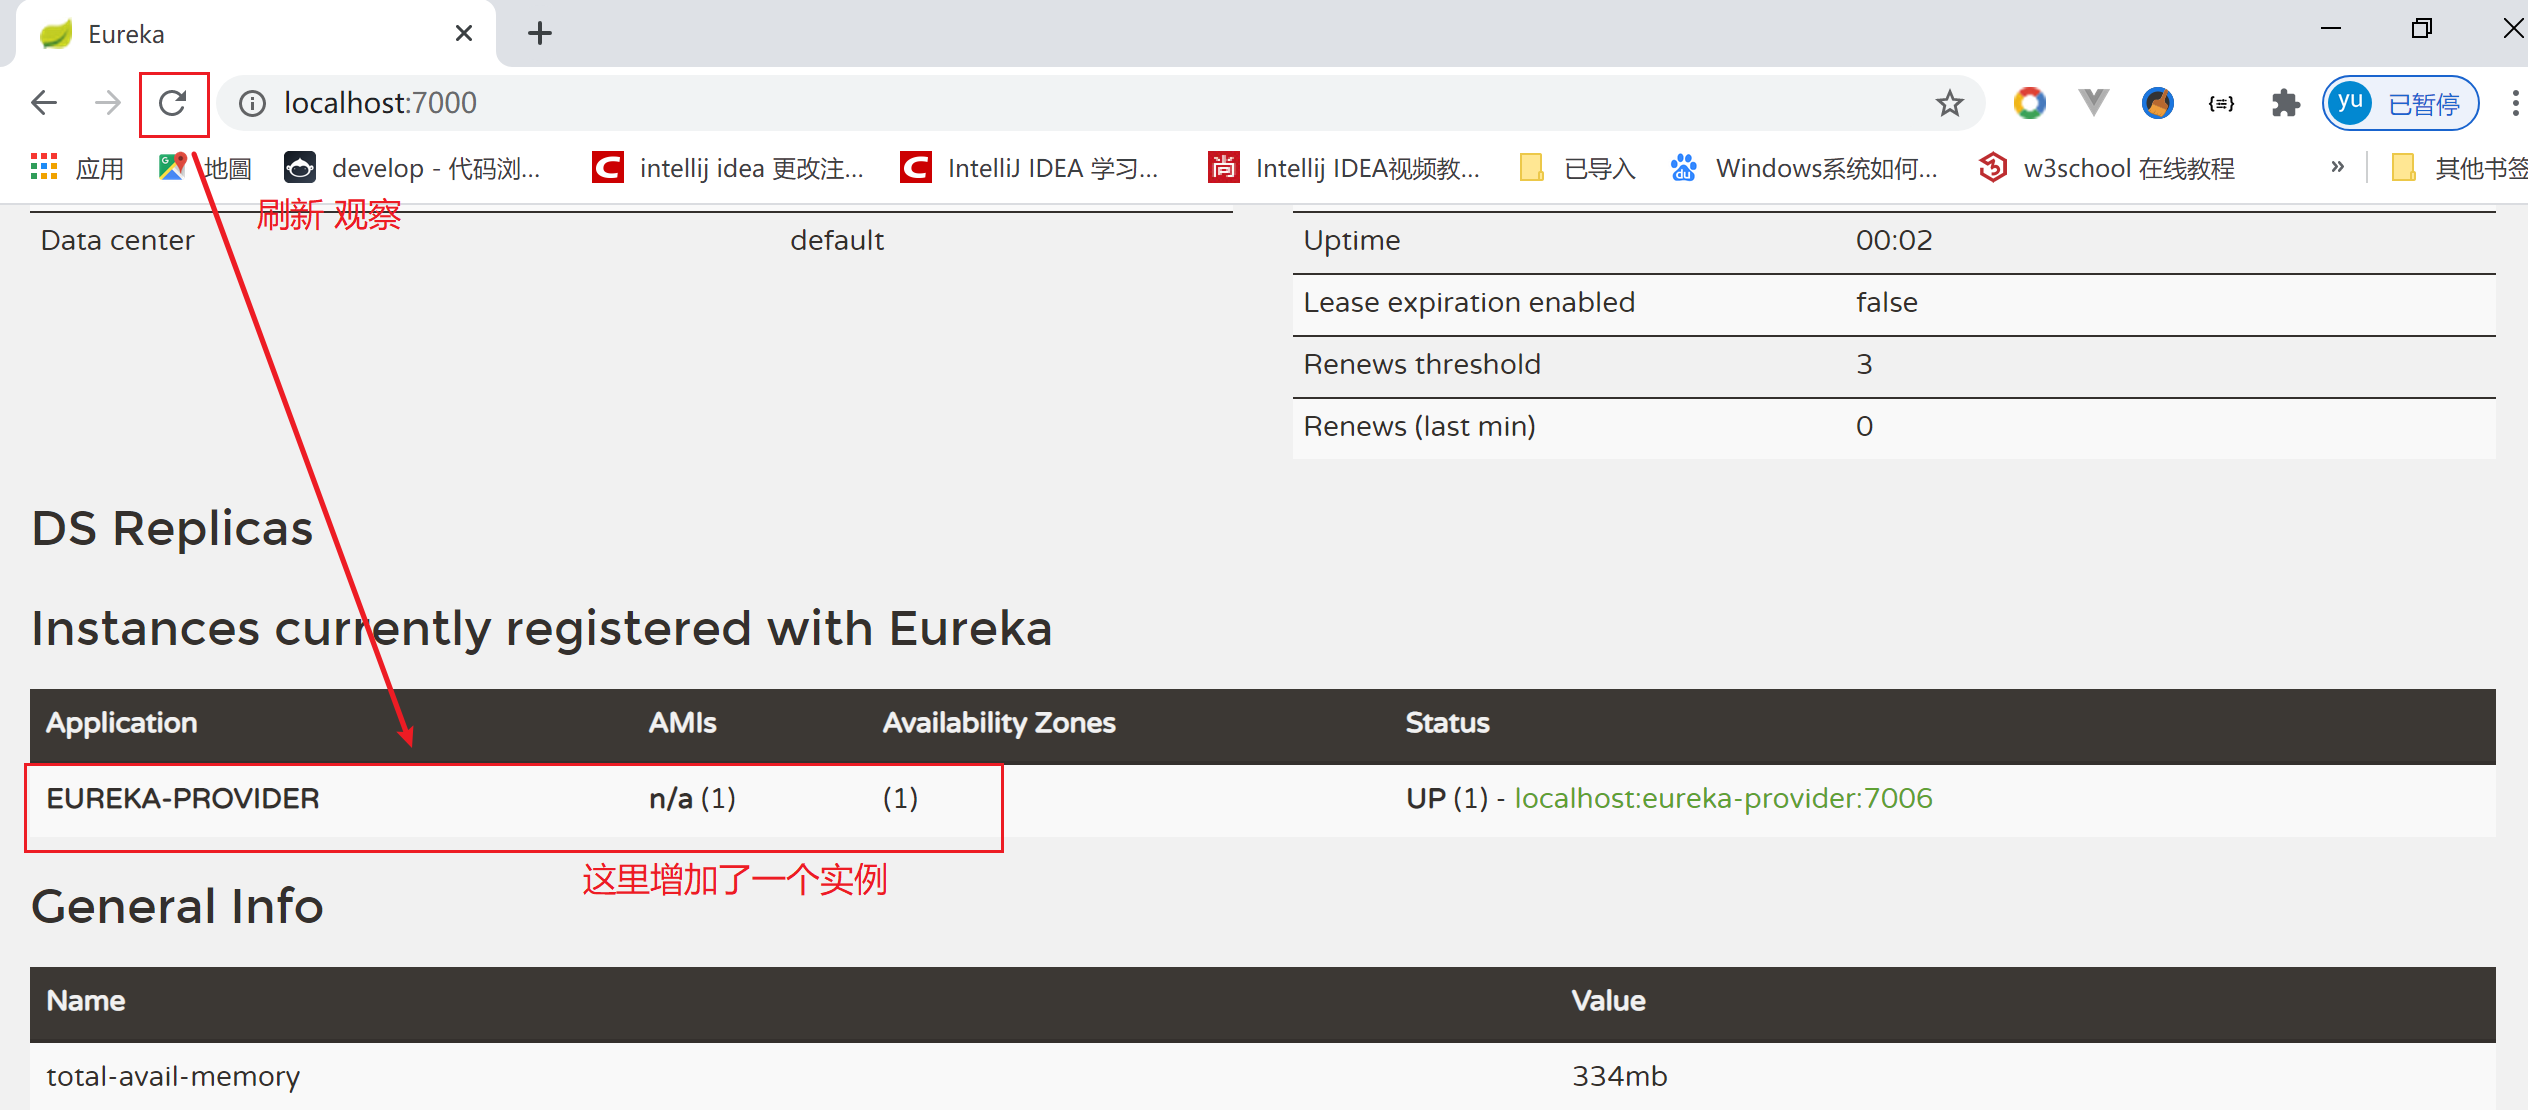 Eureka
localhost:7000
yu 已暂停
应用 地圖 develop - 代码浏... intellij idea 更改注... IntelliJ IDEA 学习... Intellij IDEA视频教... 已导入 Windows系统如何... w3school 在线教程 » 其他书签
刷新 观察
Data center default
Uptime 00:02
Lease expiration enabled false
Renews threshold 3
Renews (last min) 0
DS Replicas
Instances currently registered with Eureka
Application AMIs Availability Zones Status
EUREKA-PROVIDER n/a (1) (1) UP (1) - localhost:eureka-provider:7006
这里增加了一个实例
General Info
Name Value
total-avail-memory 334mb